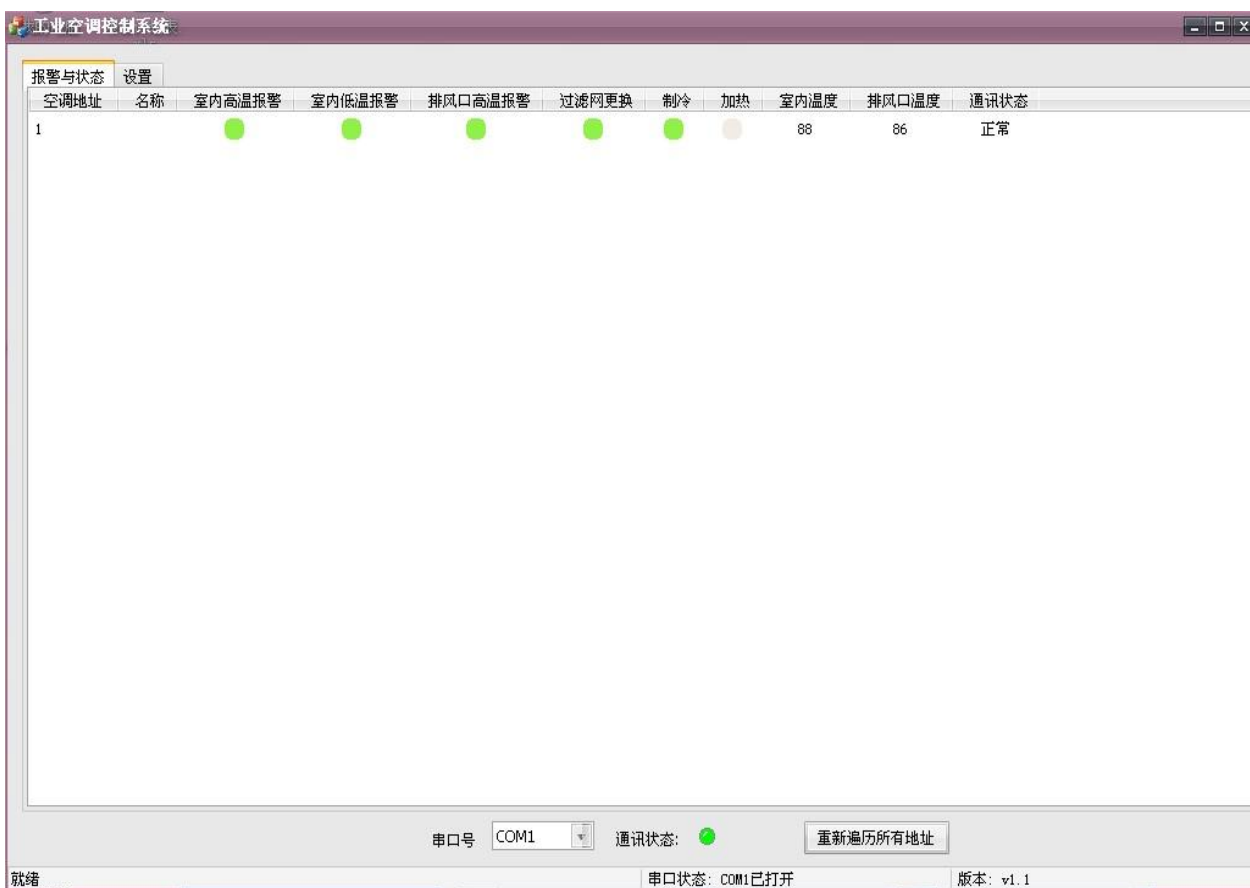 工业空调控制系统
报警与状态 设置
空调地址 名称 室内高温报警 室内低温报警 排风口高温报警 过滤网更换 制冷 加热 室内温度 排风口温度 通讯状态
1 88 86 正常
串口号 COM1 通讯状态: 重新遍历所有地址
就绪 串口状态: COM1已打开 版本: v1.1